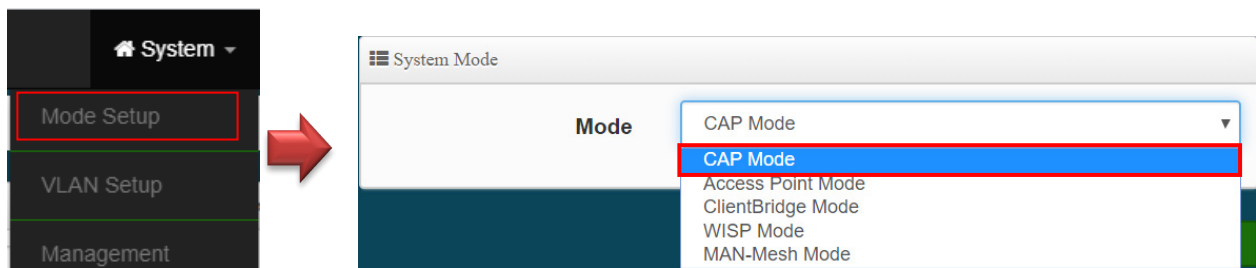 System
Mode Setup
VLAN Setup
Management
System Mode
Mode
CAP Mode
CAP Mode
Access Point Mode
ClientBridge Mode
WISP Mode
MAN-Mesh Mode